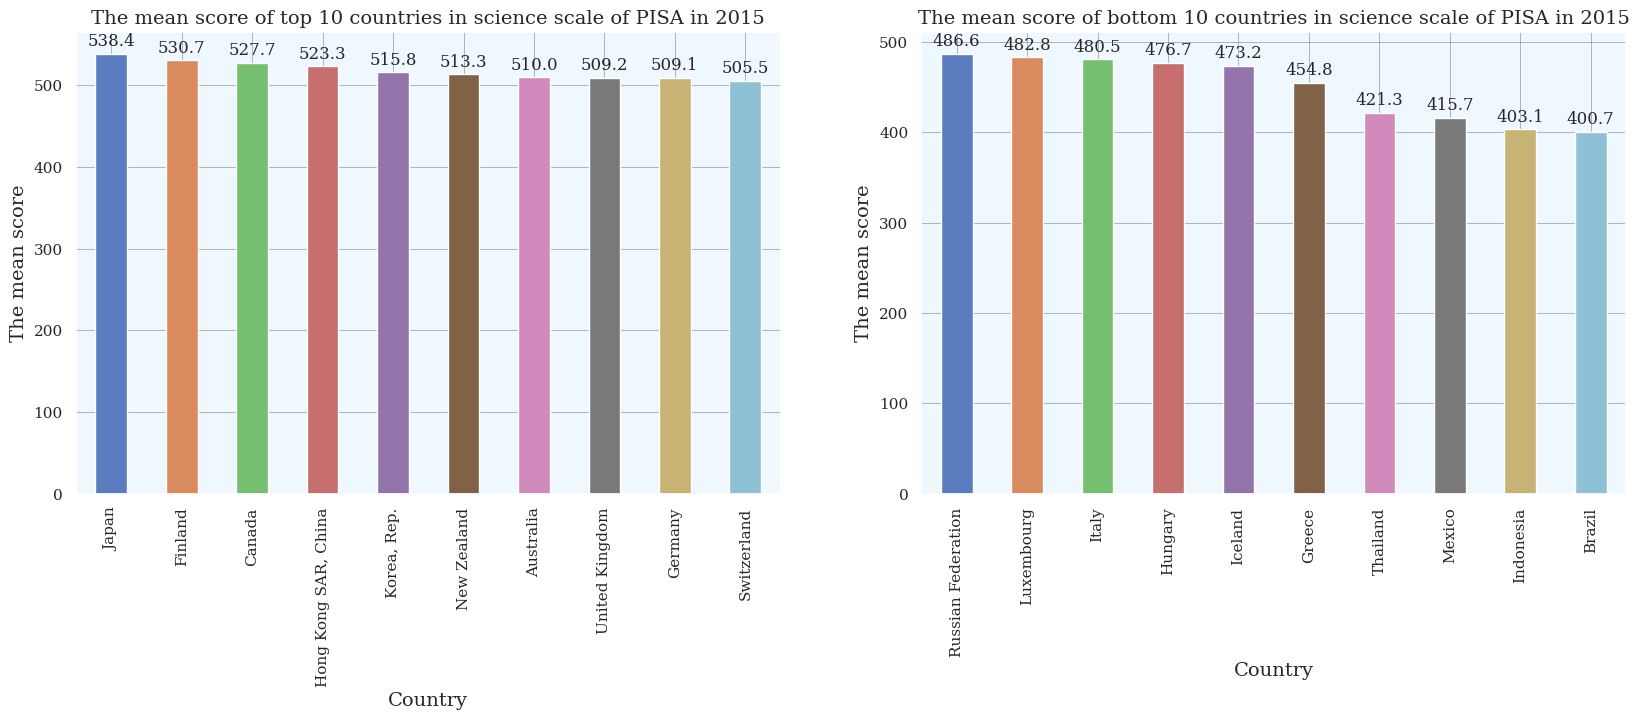 The mean score of top 10 countries in science scale of PISA in 2015
538.4
530.7
527.7
523.3
515.8
513.3
510.0
509.2
509.1
505.5
500
400
300
200
100
0
The mean score
Japan
Finland
Canada
Hong Kong SAR, China
Korea, Rep.
New Zealand
Australia
United Kingdom
Germany
Switzerland
Country
The mean score of bottom 10 countries in science scale of PISA in 2015
486.6
482.8
480.5
476.7
473.2
454.8
421.3
415.7
403.1
400.7
500
400
300
200
100
0
The mean score
Russian Federation
Luxembourg
Italy
Hungary
Iceland
Greece
Thailand
Mexico
Indonesia
Brazil
Country